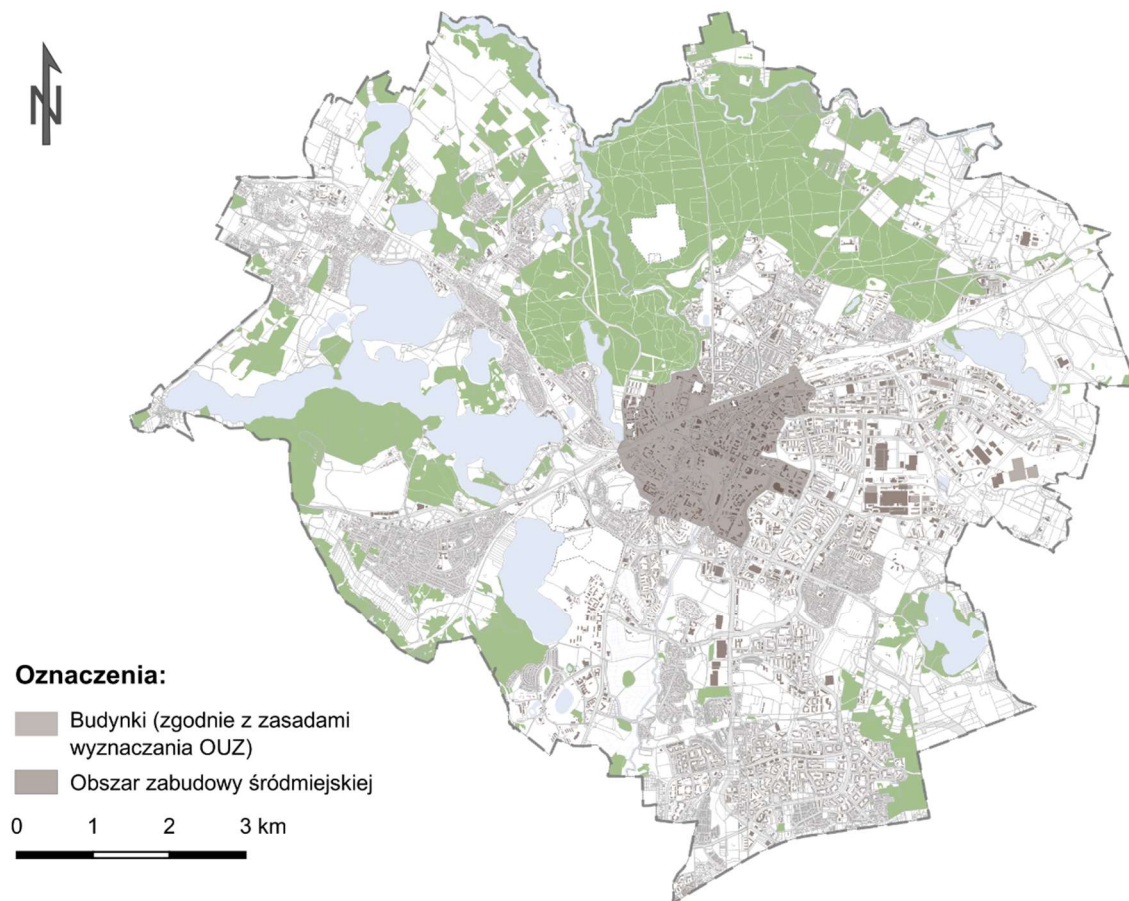 N
Oznaczenia:
Budynki (zgodnie z zasadami
wyznaczania OUZ)
Obszar zabudowy śródmiejskiej
0 1 2 3 km